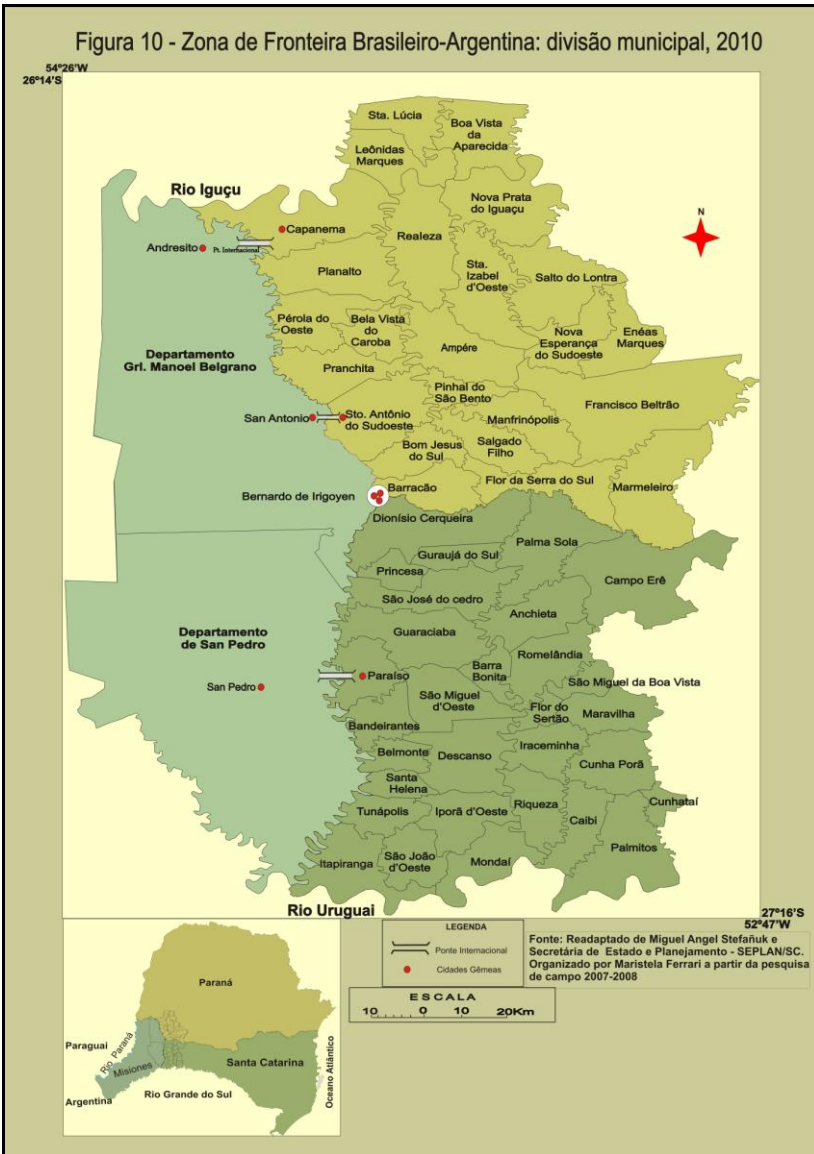 Figura 10 - Zona de Fronteira Brasileiro-Argentina: divisão municipal, 2010
54º26'W
26º14'S
Sta. Lúcia
Boa Vista
da
Aparecida
Leônidas
Marques
Rio Iguçu
Nova Prata
do Iguaçu
Capanema
Realeza
Andresito
Pt. Internacional
N
Planalto
Sta.
Izabel
d'Oeste
Salto do Lontra
Pérola do
Oeste
Bela Vista
do
Caroba
Nova
Esperança
do Sudoeste
Enéas
Marques
Departamento
Grl. Manoel Belgrano
Ampére
Pranchita
Pinhal do
São Bento
Francisco Beltrão
San Antonio
Sto. Antônio
do Sudoeste
Manfrinópolis
Bom Jesus
do Sul
Salgado
Filho
Bernardo de Irigoyen
Barracão
Flor da Serra do Sul
Marmeleiro
Dionísio Cerqueira
Palma Sola
Guraujá do Sul
Princesa
Campo Erê
São José do cedro
Anchieta
Departamento
de San Pedro
Guaraciaba
Romelândia
Barra
Bonita
San Pedro
Paraíso
São Miguel da Boa Vista
São Miguel
d'Oeste
Flor do
Sertão
Maravilha
Bandeirantes
Iraceminha
Belmonte
Descanso
Cunha Porã
Santa
Helena
Cunhataí
Tunápolis
Iporã d'Oeste
Riqueza
Caibi
Palmitos
Itapiranga
São João
d'Oeste
Mondaí
Rio Uruguai
27º16'S
52º47'W
LEGENDA
Ponte Internacional
Cidades Gêmeas
Fonte: Readaptado de Miguel Angel Stefañuk e
Secretária de Estado e Planejamento - SEPLAN/SC.
Organizado por Maristela Ferrari a partir da pesquisa
de campo 2007-2008
ESCALA
10 0 10 20Km
Paraná
Paraguai
Rio Paraná
Misiones
Santa Catarina
Argentina
Rio Grande do Sul
Oceano Atlântico